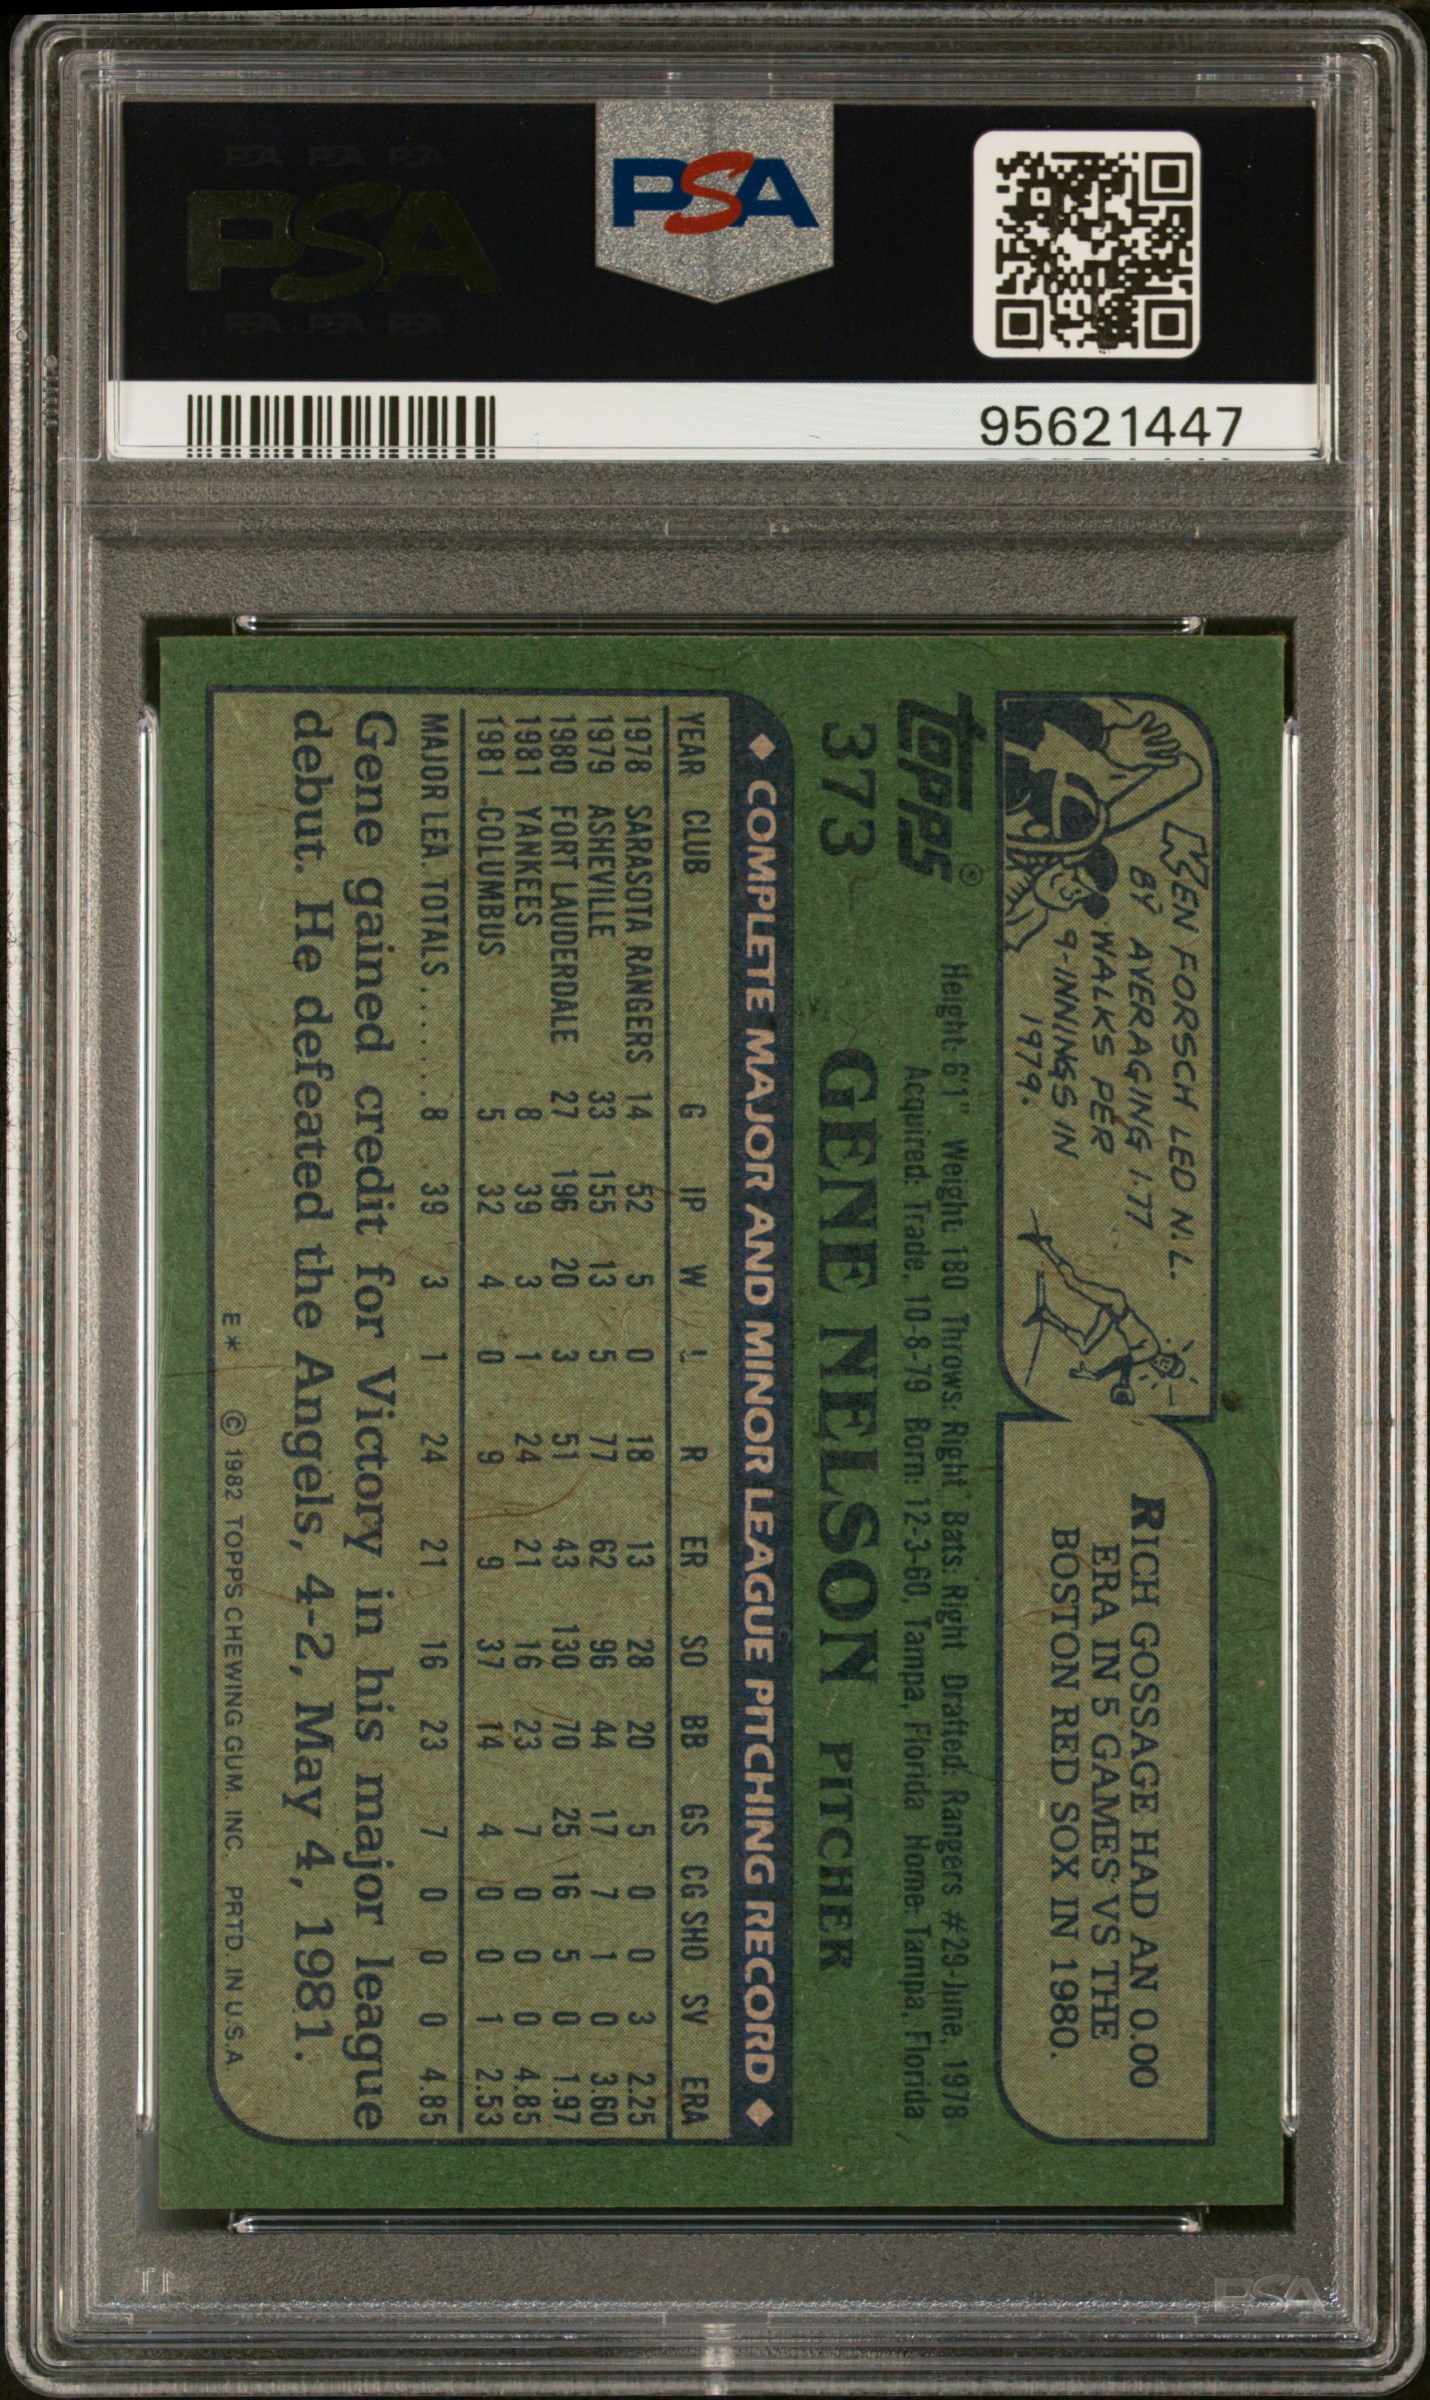 PSA PSA PSA
PSA
PSA PSA PSA
PSA
95621447
KEN FORSCH LED N.L.
BY AVERAGING 1.77
WALKS PER
9-INNINGS IN
1979.
RICH GOSSAGE HAD AN 0.00
ERA IN 5 GAMES VS THE
BOSTON RED SOX IN 1980.
topps®
373
Height: 6'1" Weight: 180 Throws: Right Bats: Right Drafted: Rangers #29-June, 1978
Acquired: Trade, 10-8-79 Born: 12-3-60, Tampa, Florida Home: Tampa, Florida
GENE NELSON PITCHER
◆ COMPLETE MAJOR AND MINOR LEAGUE PITCHING RECORD ◆
YEAR CLUB G IP W L R ER SO BB GS CG SHO SV ERA
1978 SARASOTA RANGERS 14 52 5 0 18 13 28 20 5 0 0 3 2.25
1979 ASHEVILLE 33 155 13 5 77 62 96 44 17 7 1 0 3.60
1980 FORT LAUDERDALE 27 196 20 3 51 43 130 70 25 16 5 0 1.97
1981 YANKEES 8 39 3 1 24 21 16 23 7 0 0 0 4.85
1981 COLUMBUS 5 32 4 0 9 9 37 14 4 0 0 1 2.53
MAJOR LEA. TOTALS....... 8 39 3 1 24 21 16 23 7 0 0 0 4.85
Gene gained credit for Victory in his major league
debut. He defeated the Angels, 4-2, May 4, 1981.
E* © 1982 TOPPS CHEWING GUM, INC. PRTD. IN U.S.A
PSA